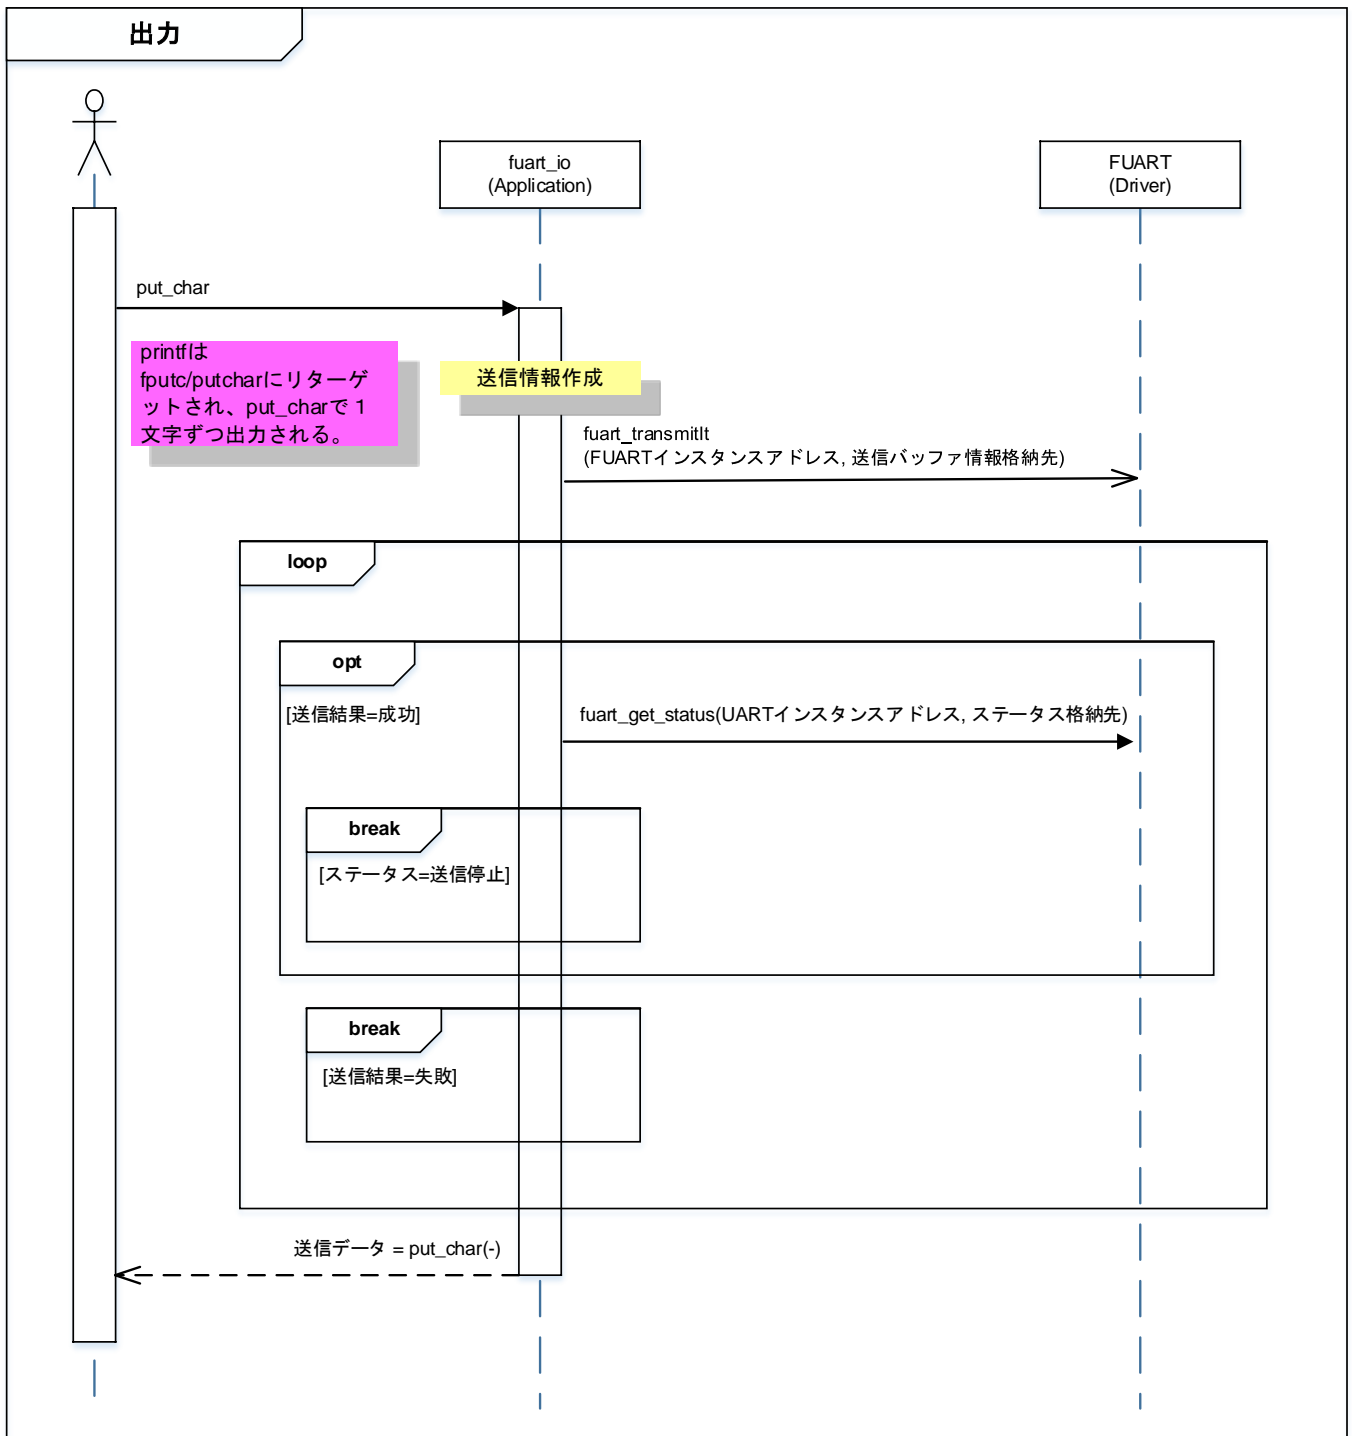 出力
fuart_io
(Application)
FUART
(Driver)
put_char
printfは
fputc/putcharにリターゲ
ットされ、put_charで１
文字ずつ出力される。
送信情報作成
fuart_transmitIt
(FUARTインスタンスアドレス, 送信バッファ情報格納先)
loop
opt
[送信結果=成功]
fuart_get_status(UARTインスタンスアドレス, ステータス格納先)
break
[ステータス=送信停止]
break
[送信結果=失敗]
送信データ = put_char(-)